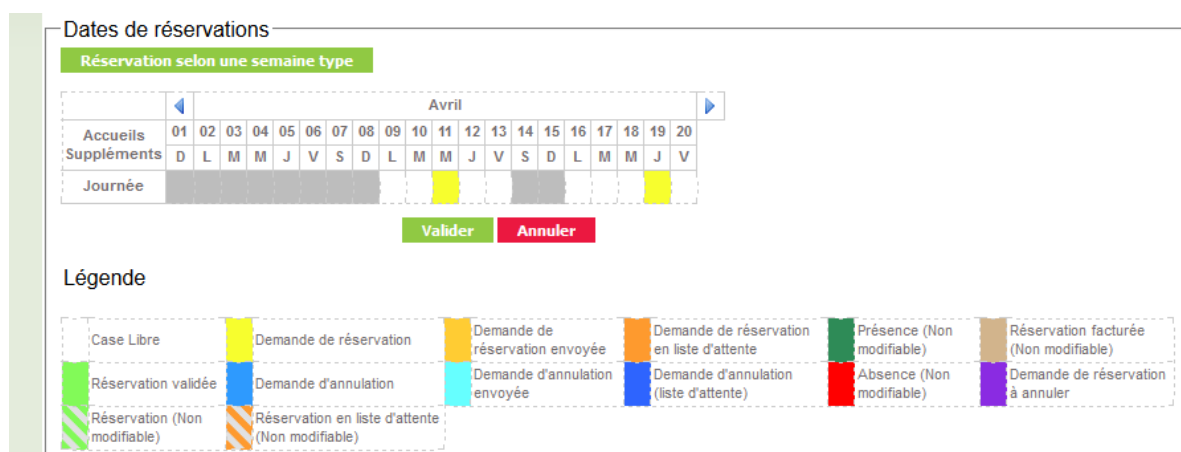 Dates de réservations
Réservation selon une semaine type
Avril
Accueils
Suppléments
01 02 03 04 05 06 07 08 09 10 11 12 13 14 15 16 17 18 19 20
D L M M J V S D L M M J V S D L M M J V
Journée
Valider Annuler
Légende
Case Libre
Demande de réservation
Demande de
réservation envoyée
Demande de réservation
en liste d'attente
Présence (Non
modifiable)
Réservation facturée
(Non modifiable)
Réservation validée
Demande d'annulation
Demande d'annulation
envoyée
Demande d'annulation
(liste d'attente)
Absence (Non
modifiable)
Demande de réservation
à annuler
Réservation (Non
modifiable)
Réservation en liste d'attente
(Non modifiable)